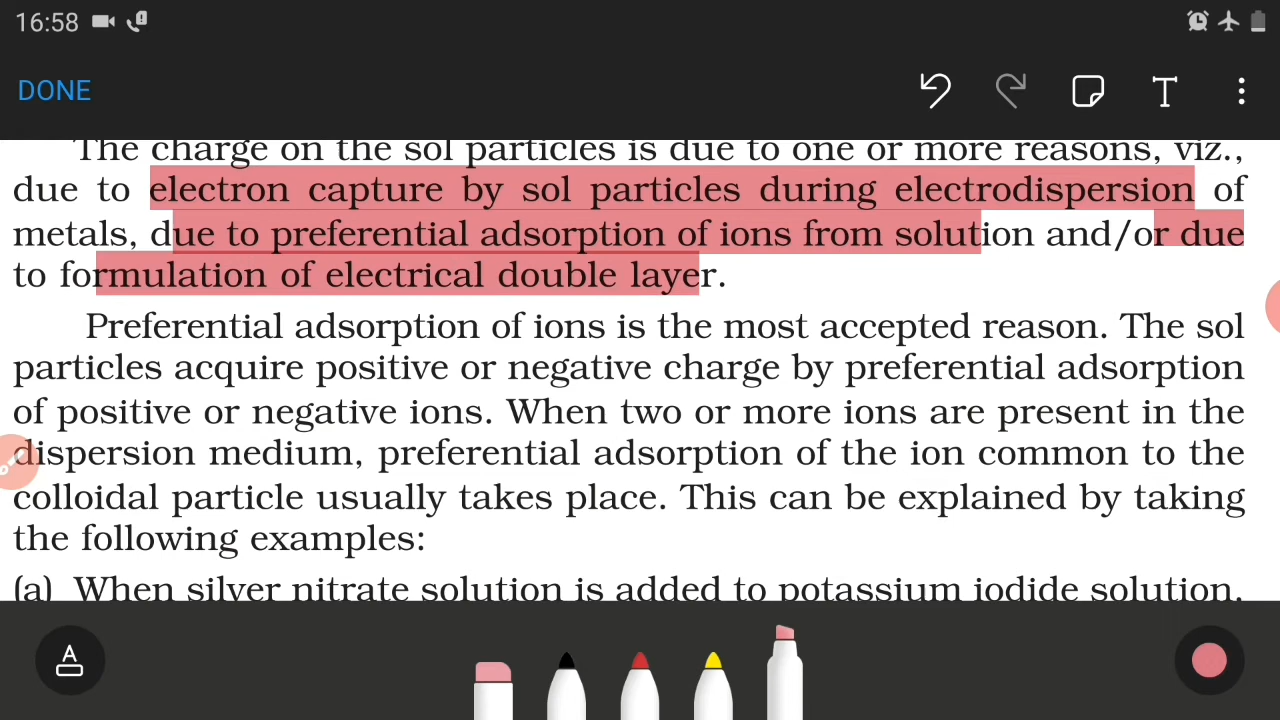 16:58
DONE
T
The charge on the sol particles is due to one or more reasons, viz.,
due to electron capture by sol particles during electrodispersion of
metals, due to preferential adsorption of ions from solution and/or due
to formulation of electrical double layer.
Preferential adsorption of ions is the most accepted reason. The sol
particles acquire positive or negative charge by preferential adsorption
of positive or negative ions. When two or more ions are present in the
dispersion medium, preferential adsorption of the ion common to the
colloidal particle usually takes place. This can be explained by taking
the following examples:
(a) When silver nitrate solution is added to potassium iodide solution,
A